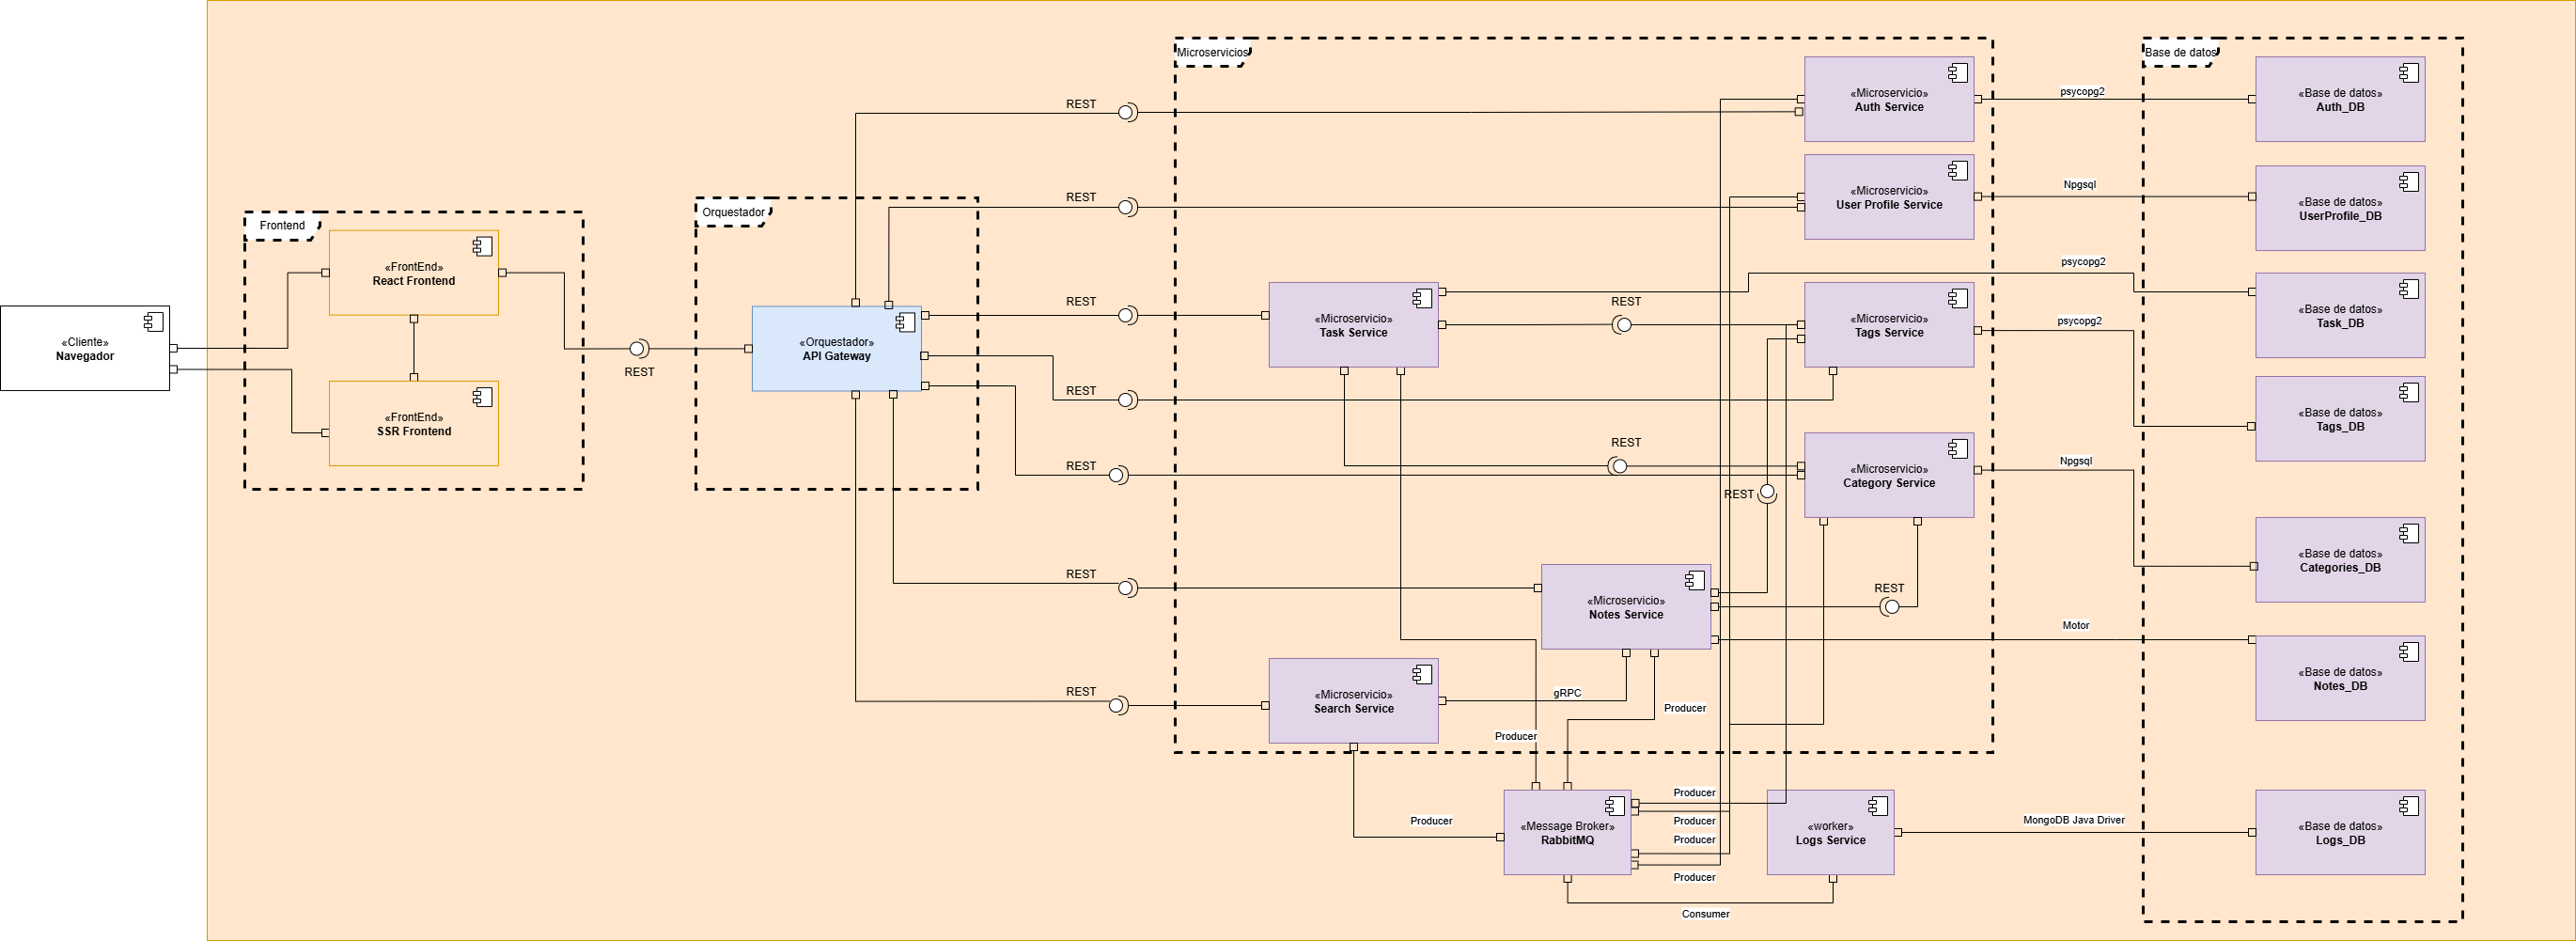 «Cliente»
Navegador
Frontend
«FrontEnd»
React Frontend
«FrontEnd»
SSR Frontend
REST
Orquestador
«Orquestador»
API Gateway
REST
REST
REST
REST
REST
REST
REST
Microservicios
«Microservicio»
Auth Service
«Microservicio»
User Profile Service
«Microservicio»
Task Service
REST
«Microservicio»
Tags Service
REST
«Microservicio»
Category Service
REST
«Microservicio»
Notes Service
REST
«Microservicio»
Search Service
gRPC
Producer
Producer
Producer
«Message Broker»
RabbitMQ
Producer
Producer
Producer
Producer
Consumer
«worker»
Logs Service
psycopg2
Npgsql
psycopg2
psycopg2
Npgsql
Motor
MongoDB Java Driver
Base de datos
«Base de datos»
Auth_DB
«Base de datos»
UserProfile_DB
«Base de datos»
Task_DB
«Base de datos»
Tags_DB
«Base de datos»
Categories_DB
«Base de datos»
Notes_DB
«Base de datos»
Logs_DB